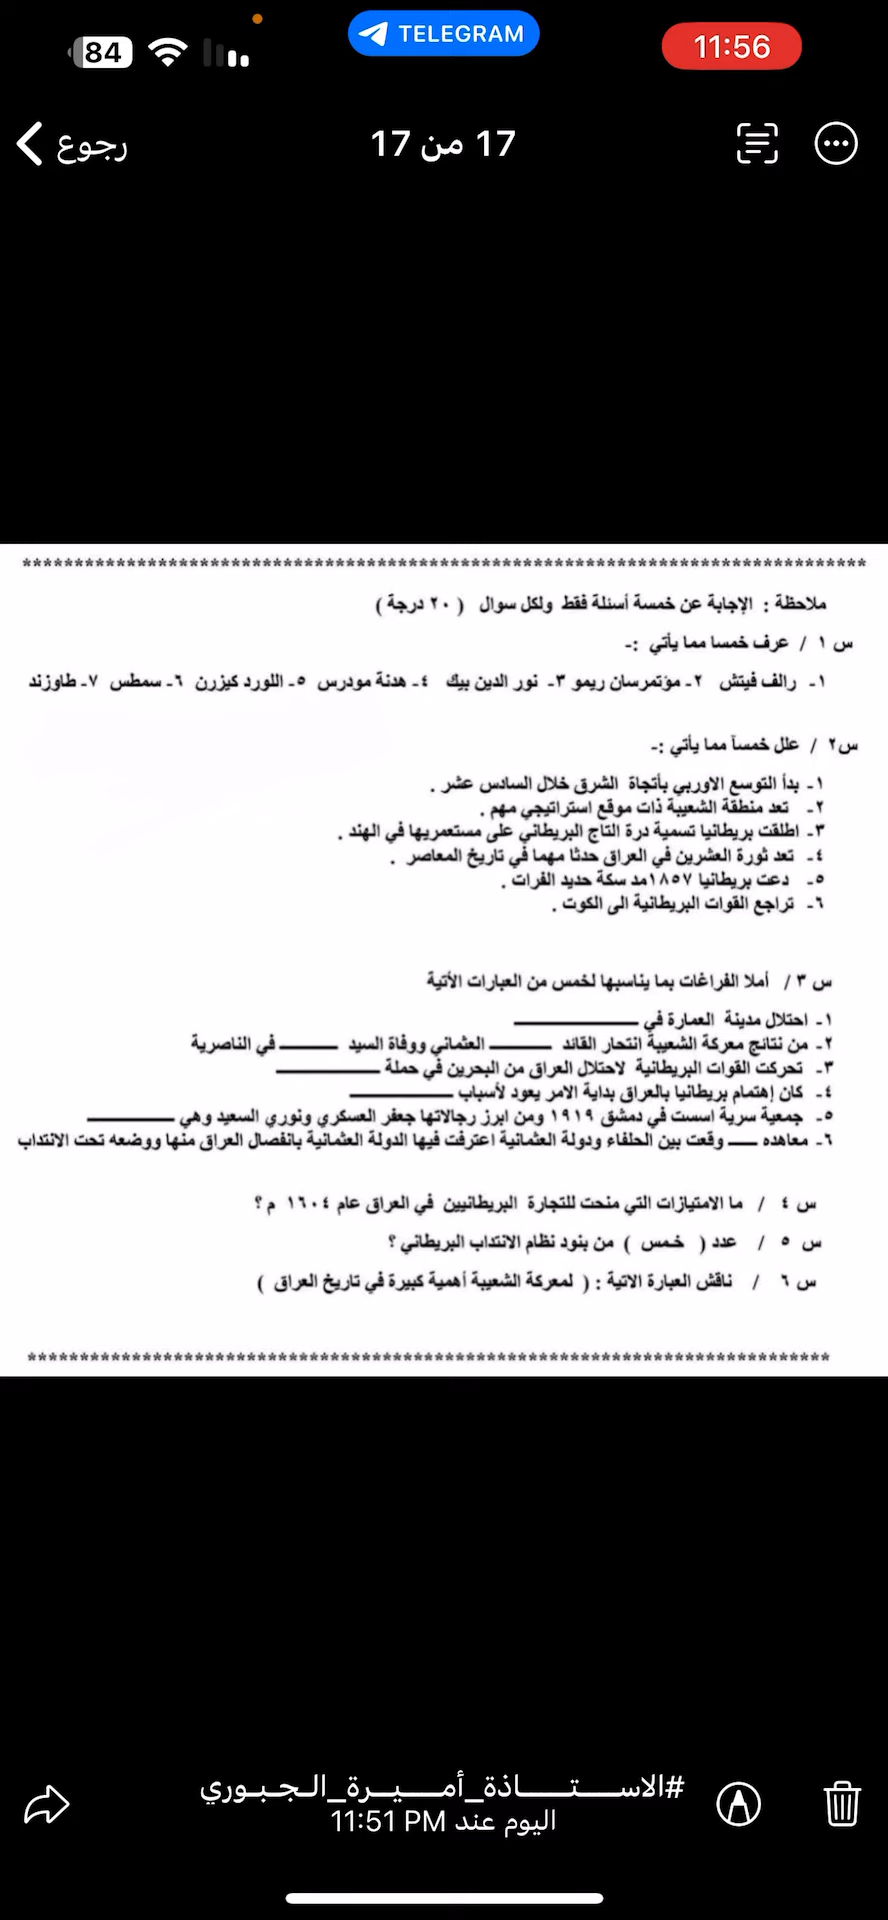 84 TELEGRAM 11:56
رجوع 17 من 17
********************************************************************************
ملاحظة : الإجابة عن خمسة أسئلة فقط ولكل سوال ( ٢٠ درجة )
س ١ / عرف خمسا مما يأتي :-
١- رالف فيتش ٢- مؤتمرسان ريمو ٣- نور الدين بيك ٤- هدنة مودرس ٥- اللورد كيزرن ٦- سمطس ٧- طاوزند
س٢ / علل خمسآ مما يأتي :-
١- بدأ التوسع الاوربي بأتجاة الشرق خلال السادس عشر .
٢- تعد منطقة الشعيبة ذات موقع استراتيجي مهم .
٣- اطلقت بريطانيا تسمية درة التاج البريطاني على مستعمريها في الهند .
٤- تعد ثورة العشرين في العراق حدثا مهما في تاريخ المعاصر .
٥- دعت بريطانيا ١٨٥٧مد سكة حديد الفرات .
٦- تراجع القوات البريطانية الى الكوت .
س ٣ / أملا الفراغات بما يناسبها لخمس من العبارات الأتية
١- احتلال مدينة العمارة في __________
٢- من نتائج معركة الشعيبة انتحار القائد _____ العثماني ووفاة السيد _____ في الناصرية
٣- تحركت القوات البريطانية لاحتلال العراق من البحرين في حملة ________
٤- كان إهتمام بريطانيا بالعراق بداية الامر يعود لأسباب ________
٥- جمعية سرية اسست في دمشق ١٩١٩ ومن ابرز رجالاتها جعفر العسكري ونوري السعيد وهي _______
٦- معاهده ___ وقعت بين الحلفاء ودولة العثمانية اعترفت فيها الدولة العثمانية بانفصال العراق منها ووضعه تحت الانتداب
س ٤ / ما الامتيازات التي منحت للتجارة البريطانيين في العراق عام ١٦٠٤ م ؟
س ٥ / عدد ( خمس ) من بنود نظام الانتداب البريطاني ؟
س ٦ / ناقش العبارة الاتية : ( لمعركة الشعيبة أهمية كبيرة في تاريخ العراق )
********************************************************************************
#الاســـتـــاذة_أمـــيــرة_الـجـبـوري
اليوم عند 11:51 PM